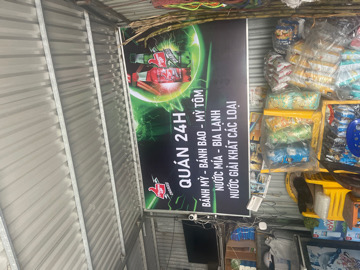 QUÁN 24H
BÁNH MỲ - BÁNH BAO - MỲ TÔM
NƯỚC MÍA - BIA LẠNH
NƯỚC GIẢI KHÁT CÁC LOẠI